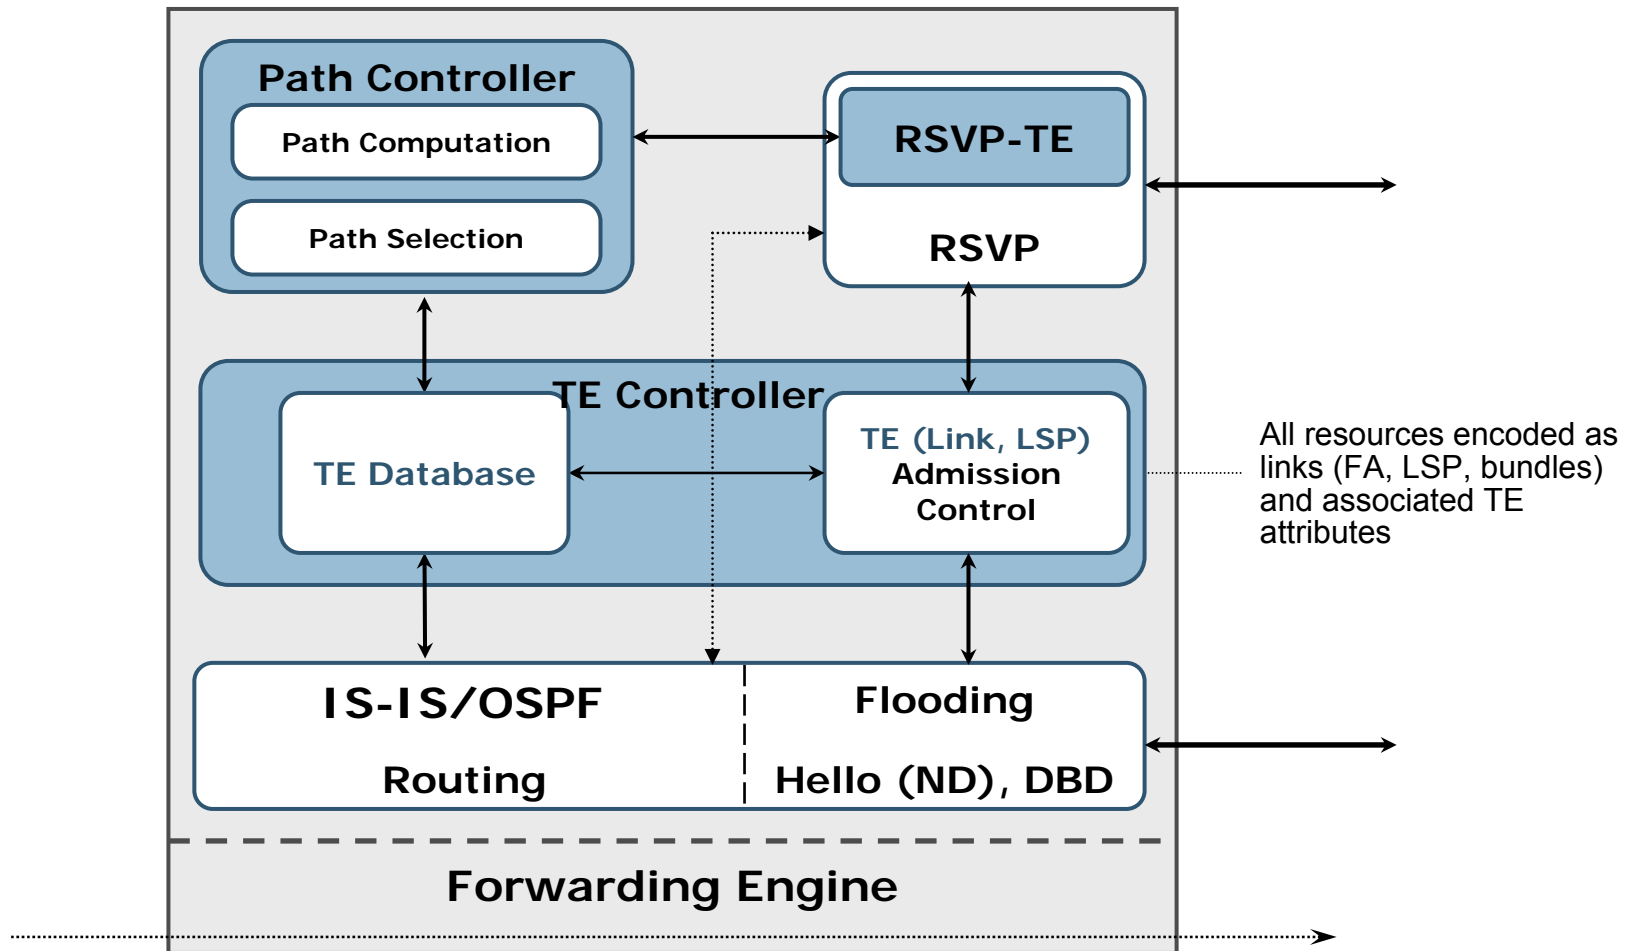 Path Controller
Path Computation
Path Selection
RSVP-TE
RSVP
TE Controller
TE Database
TE (Link, LSP)
Admission
Control
All resources encoded as
links (FA, LSP, bundles)
and associated TE
attributes
IS-IS/OSPF
Routing
Flooding
Hello (ND), DBD
Forwarding Engine